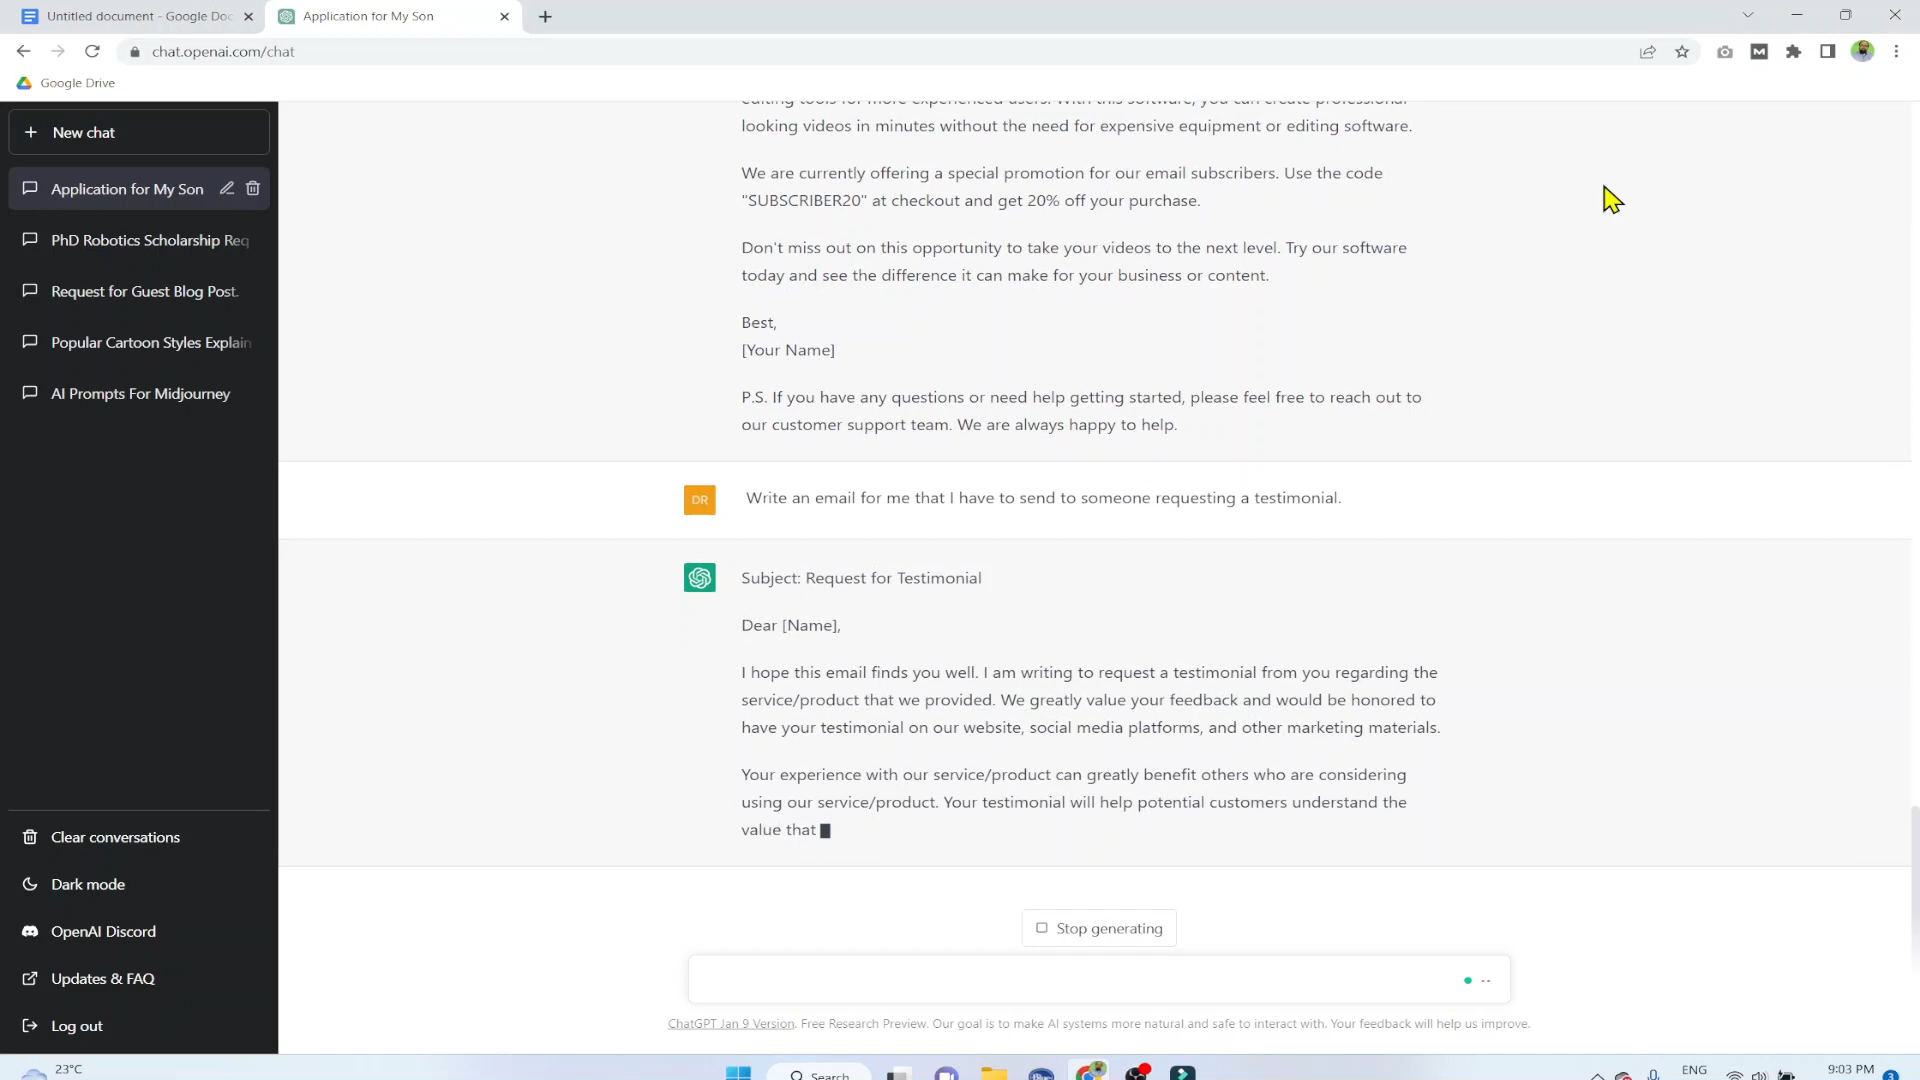 Untitled document - Google Doc
Application for My Son
chat.openai.com/chat
Google Drive
New chat
Application for My Son
PhD Robotics Scholarship Req
Request for Guest Blog Post.
Popular Cartoon Styles Explain
AI Prompts For Midjourney
Clear conversations
Dark mode
OpenAI Discord
Updates & FAQ
Log out
editing tools for more experienced users. With this software, you can create professional-
looking videos in minutes without the need for expensive equipment or editing software.
We are currently offering a special promotion for our email subscribers. Use the code
"SUBSCRIBER20" at checkout and get 20% off your purchase.
Don't miss out on this opportunity to take your videos to the next level. Try our software
today and see the difference it can make for your business or content.
Best,
[Your Name]
P.S. If you have any questions or need help getting started, please feel free to reach out to
our customer support team. We are always happy to help.
DR
Write an email for me that I have to send to someone requesting a testimonial.
Subject: Request for Testimonial
Dear [Name],
I hope this email finds you well. I am writing to request a testimonial from you regarding the
service/product that we provided. We greatly value your feedback and would be honored to
have your testimonial on our website, social media platforms, and other marketing materials.
Your experience with our service/product can greatly benefit others who are considering
using our service/product. Your testimonial will help potential customers understand the
value that
Stop generating
ChatGPT Jan 9 Version. Free Research Preview. Our goal is to make AI systems more natural and safe to interact with. Your feedback will help us improve.
23°C
Search
ENG
9:03 PM
3